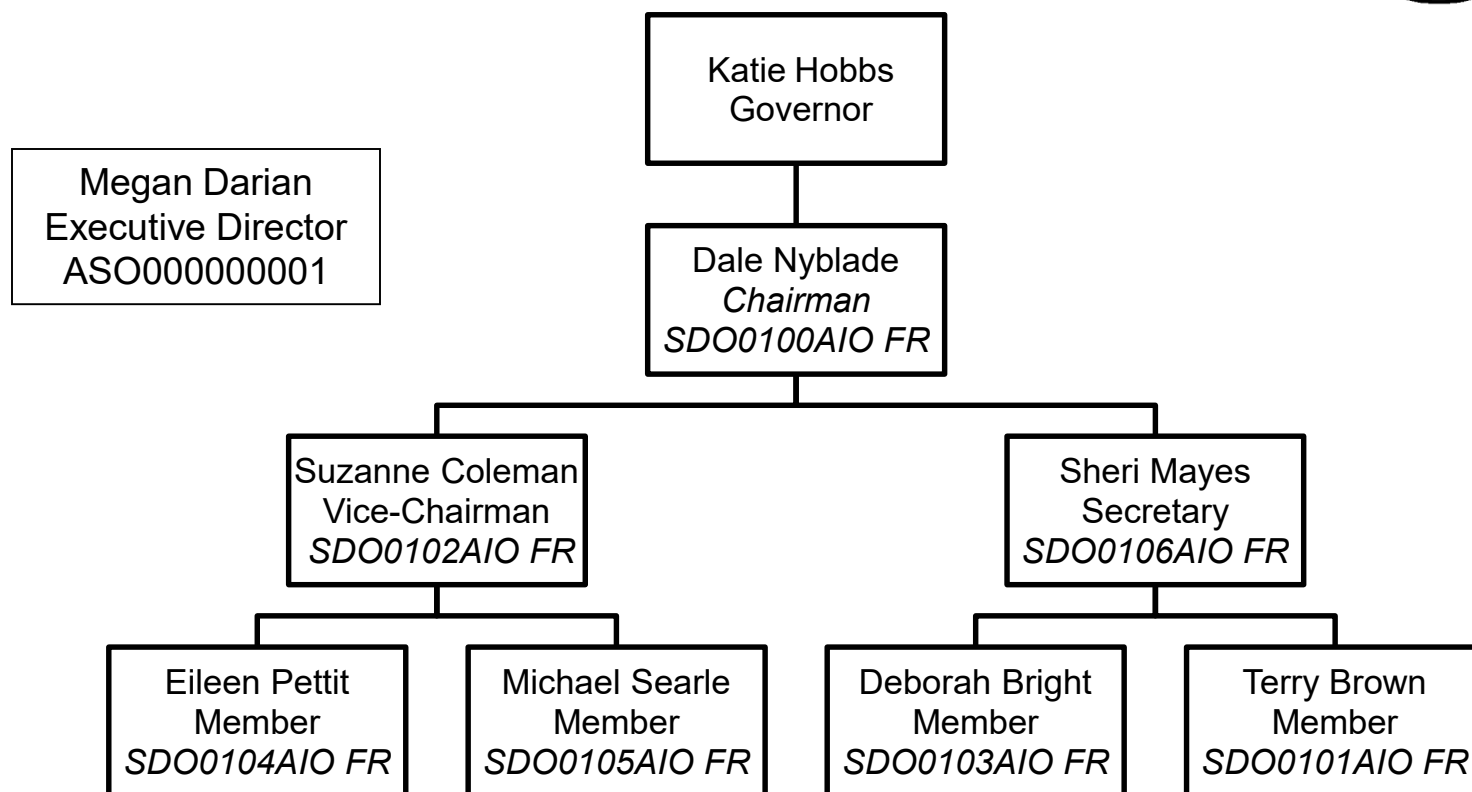 Katie Hobbs
Governor
Megan Darian
Executive Director
ASO000000001
Dale Nyblade
Chairman
SDO0100AIO FR
Suzanne Coleman
Vice-Chairman
SDO0102AIO FR
Sheri Mayes
Secretary
SDO0106AIO FR
Eileen Pettit
Member
SDO0104AIO FR
Michael Searle
Member
SDO0105AIO FR
Deborah Bright
Member
SDO0103AIO FR
Terry Brown
Member
SDO0101AIO FR